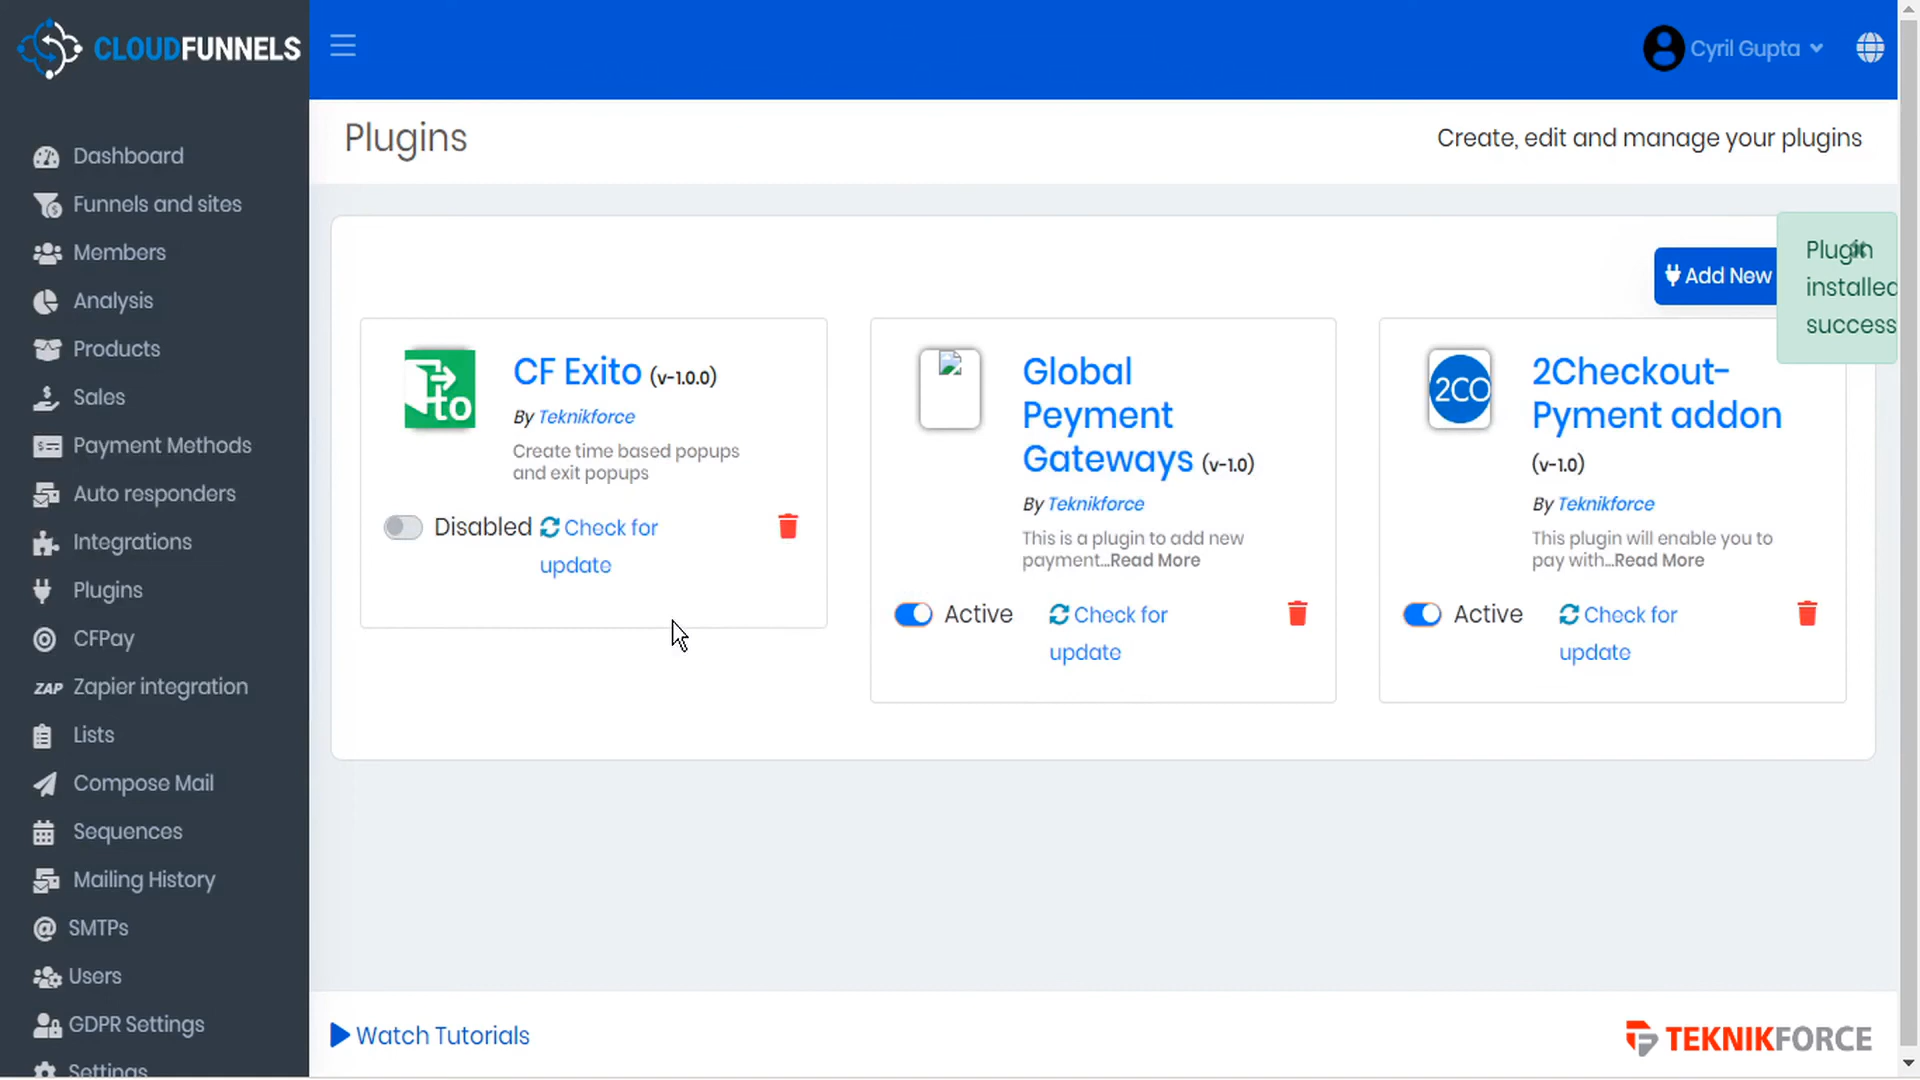 CLOUDFUNNELS
Cyril Gupta
Dashboard
Funnels and sites
Members
Analysis
Products
Sales
Payment Methods
Auto responders
Integrations
Plugins
CFPay
ZAP Zapier integration
Lists
Compose Mail
Sequences
Mailing History
SMTPs
Users
GDPR Settings
Settings
Plugins
Create, edit and manage your plugins
Add New
Plugin
installed
success
to
CF Exito (v-1.0.0)
By Teknikforce
Create time based popups
and exit popups
Disabled
Check for
update
Global
Peyment
Gateways (v-1.0)
By Teknikforce
This is a plugin to add new
payment...Read More
Active
Check for
update
2CO
2Checkout-
Pyment addon
(v-1.0)
By Teknikforce
This plugin will enable you to
pay with...Read More
Active
Check for
update
Watch Tutorials
TEKNIKFORCE